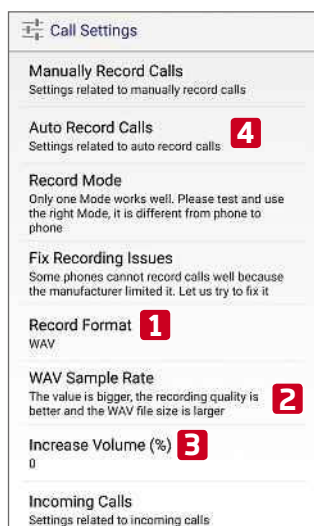 Call Settings
Manually Record Calls
Settings related to manually record calls
Auto Record Calls
Settings related to auto record calls
4
Record Mode
Only one Mode works well. Please test and use
the right Mode, it is different from phone to
phone
Fix Recording Issues
Some phones cannot record calls well because
the manufacturer limited it. Let us try to fix it
Record Format 1
WAV
WAV Sample Rate
The value is bigger, the recording quality is
better and the WAV file size is larger
2
Increase Volume (%) 3
0
Incoming Calls
Settings related to incoming calls